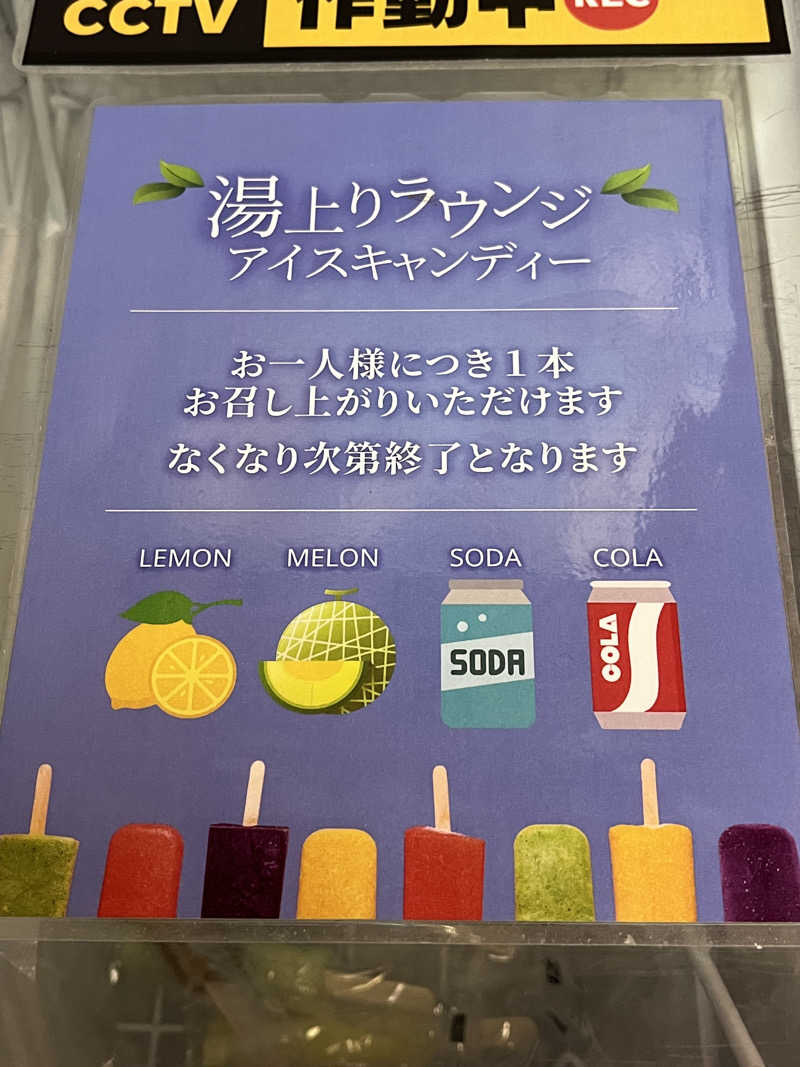 CCTV 作動中 REC
湯上りラウンジ
アイスキャンディー
お一人様につき1本
お召し上がりいただけます
なくなり次第終了となります
LEMON MELON SODA COLA
SODA COLA